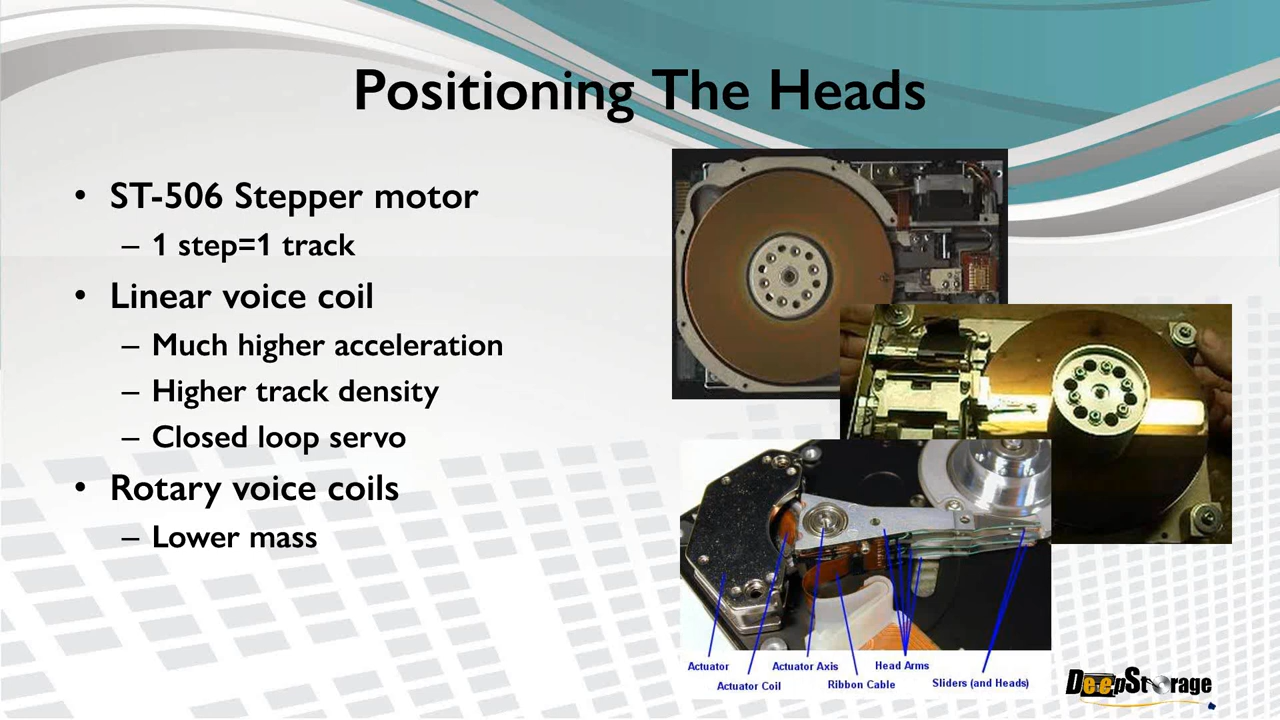 Positioning The Heads
• ST-506 Stepper motor
– 1 step=1 track
• Linear voice coil
– Much higher acceleration
– Higher track density
– Closed loop servo
• Rotary voice coils
– Lower mass
Actuator
Actuator Coil
Actuator Axis
Ribbon Cable
Head Arms
Sliders (and Heads)
DeepStorage